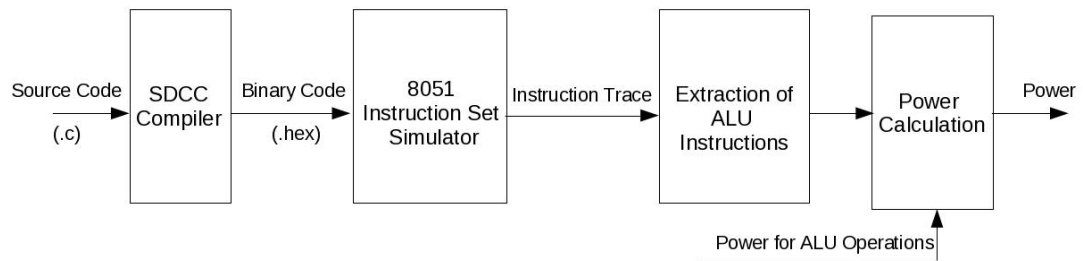 Source Code
(.c)
SDCC
Compiler
Binary Code
(.hex)
8051
Instruction Set
Simulator
Instruction Trace
Extraction of
ALU
Instructions
Power
Calculation
Power
Power for ALU Operations